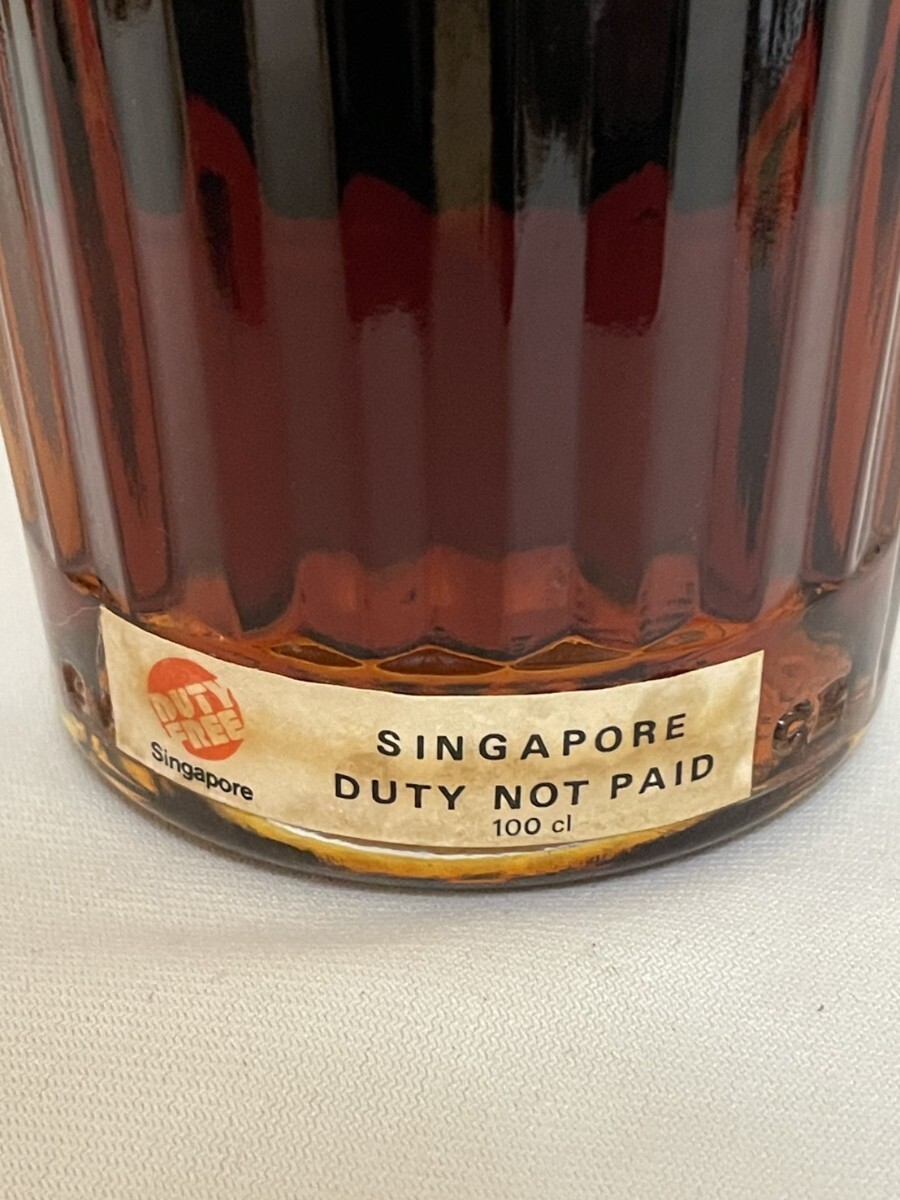 DUTY
FREE
Singapore
SINGAPORE
DUTY NOT PAID
100 cl